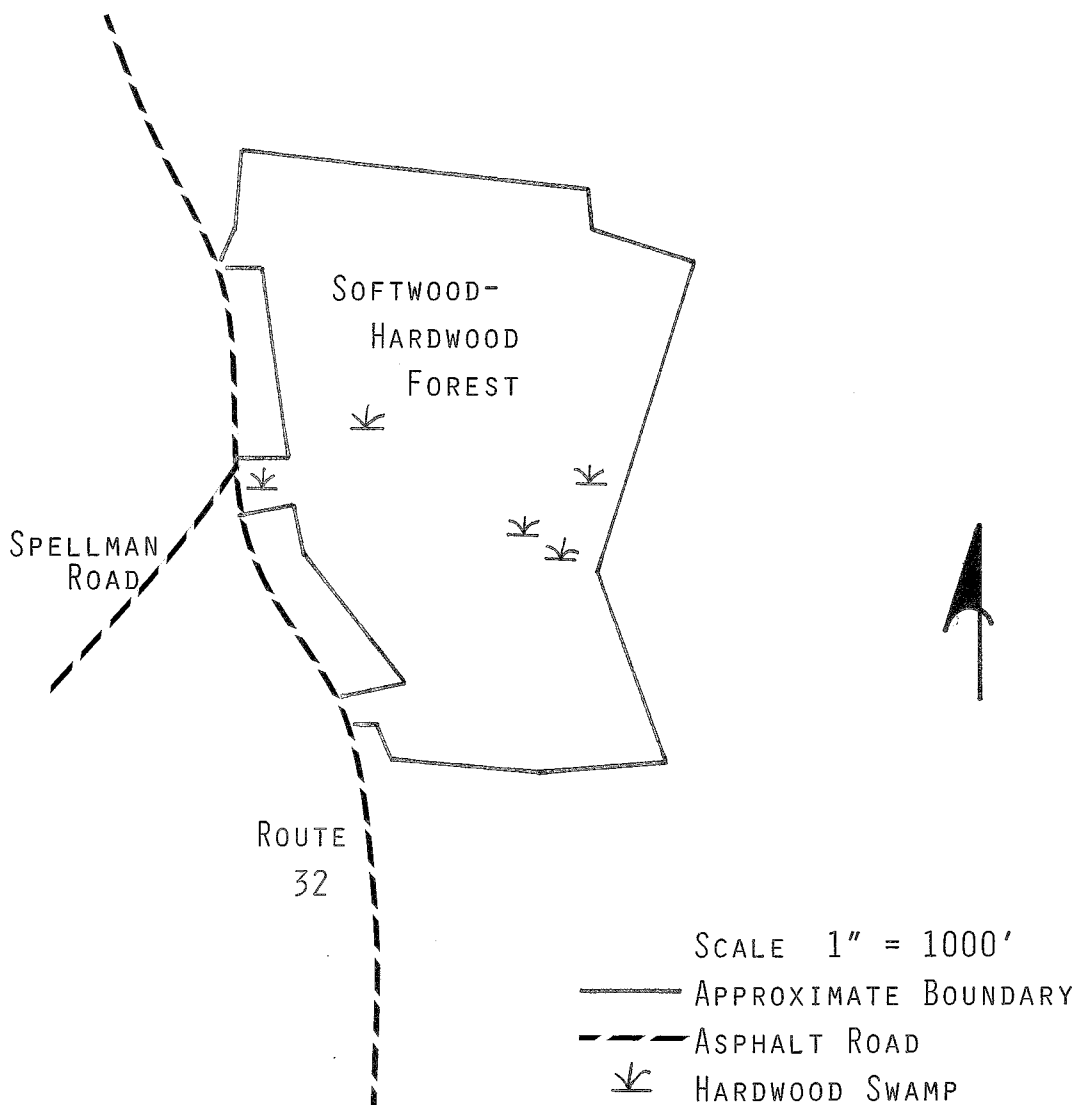 SOFTWOOD-
HARDWOOD
FOREST
SPELLMAN
ROAD
ROUTE
32
SCALE 1" = 1000'
APPROXIMATE BOUNDARY
ASPHALT ROAD
HARDWOOD SWAMP